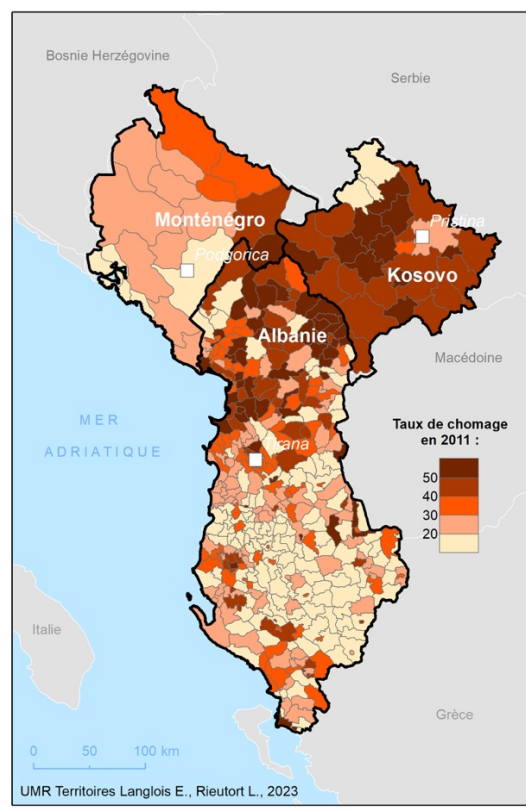 Bosnie Herzégovine
Serbie
Monténégro
Pristina
Podgorica
Kosovo
Albanie
Macédoine
MER
ADRIATIQUE
Taux de chomage
en 2011 :
50
40
30
20
Tirana
Italie
Grèce
0 50 100 km
UMR Territoires Langlois E., Rieutort L., 2023